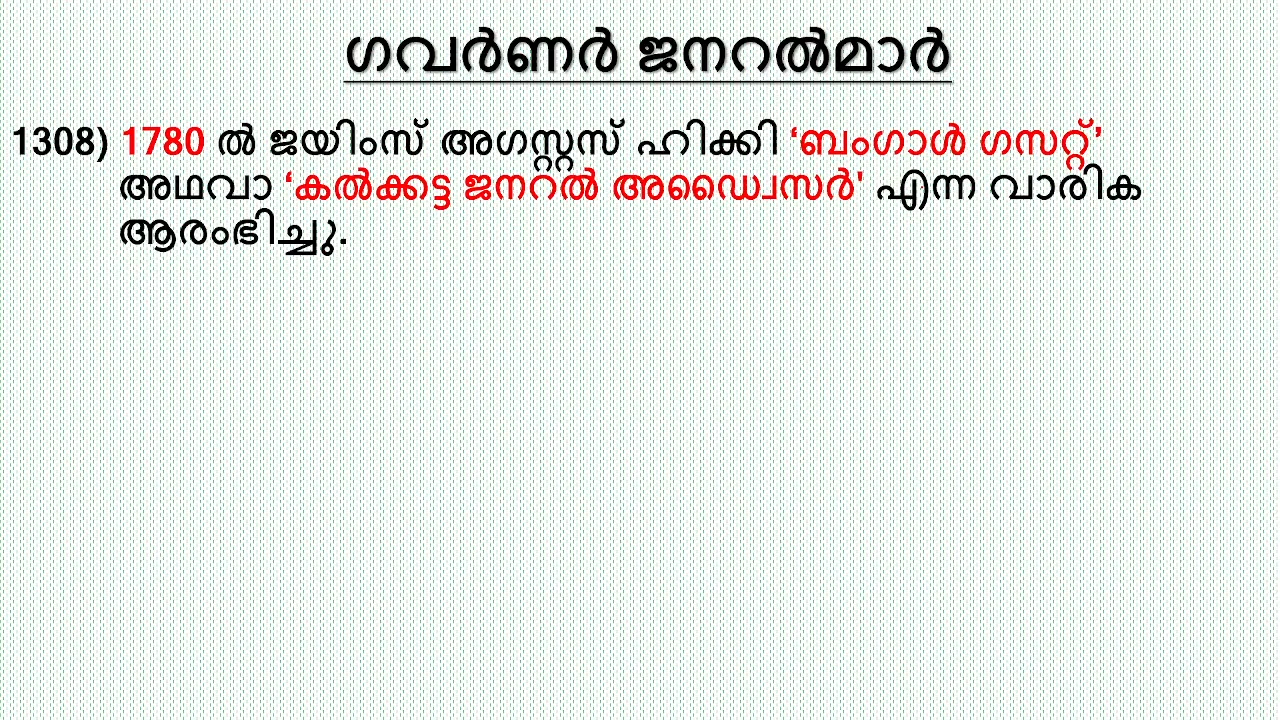 ഗവർണർ ജനറൽമാർ
1308) 1780 ൽ ജയിംസ് അഗസ്റ്റസ് ഹിക്കി ‘ബംഗാൾ ഗസറ്റ്’
അഥവാ ‘കൽക്കട്ട ജനറൽ അഡ്വൈസർ' എന്ന വാരിക
ആരംഭിച്ചു.